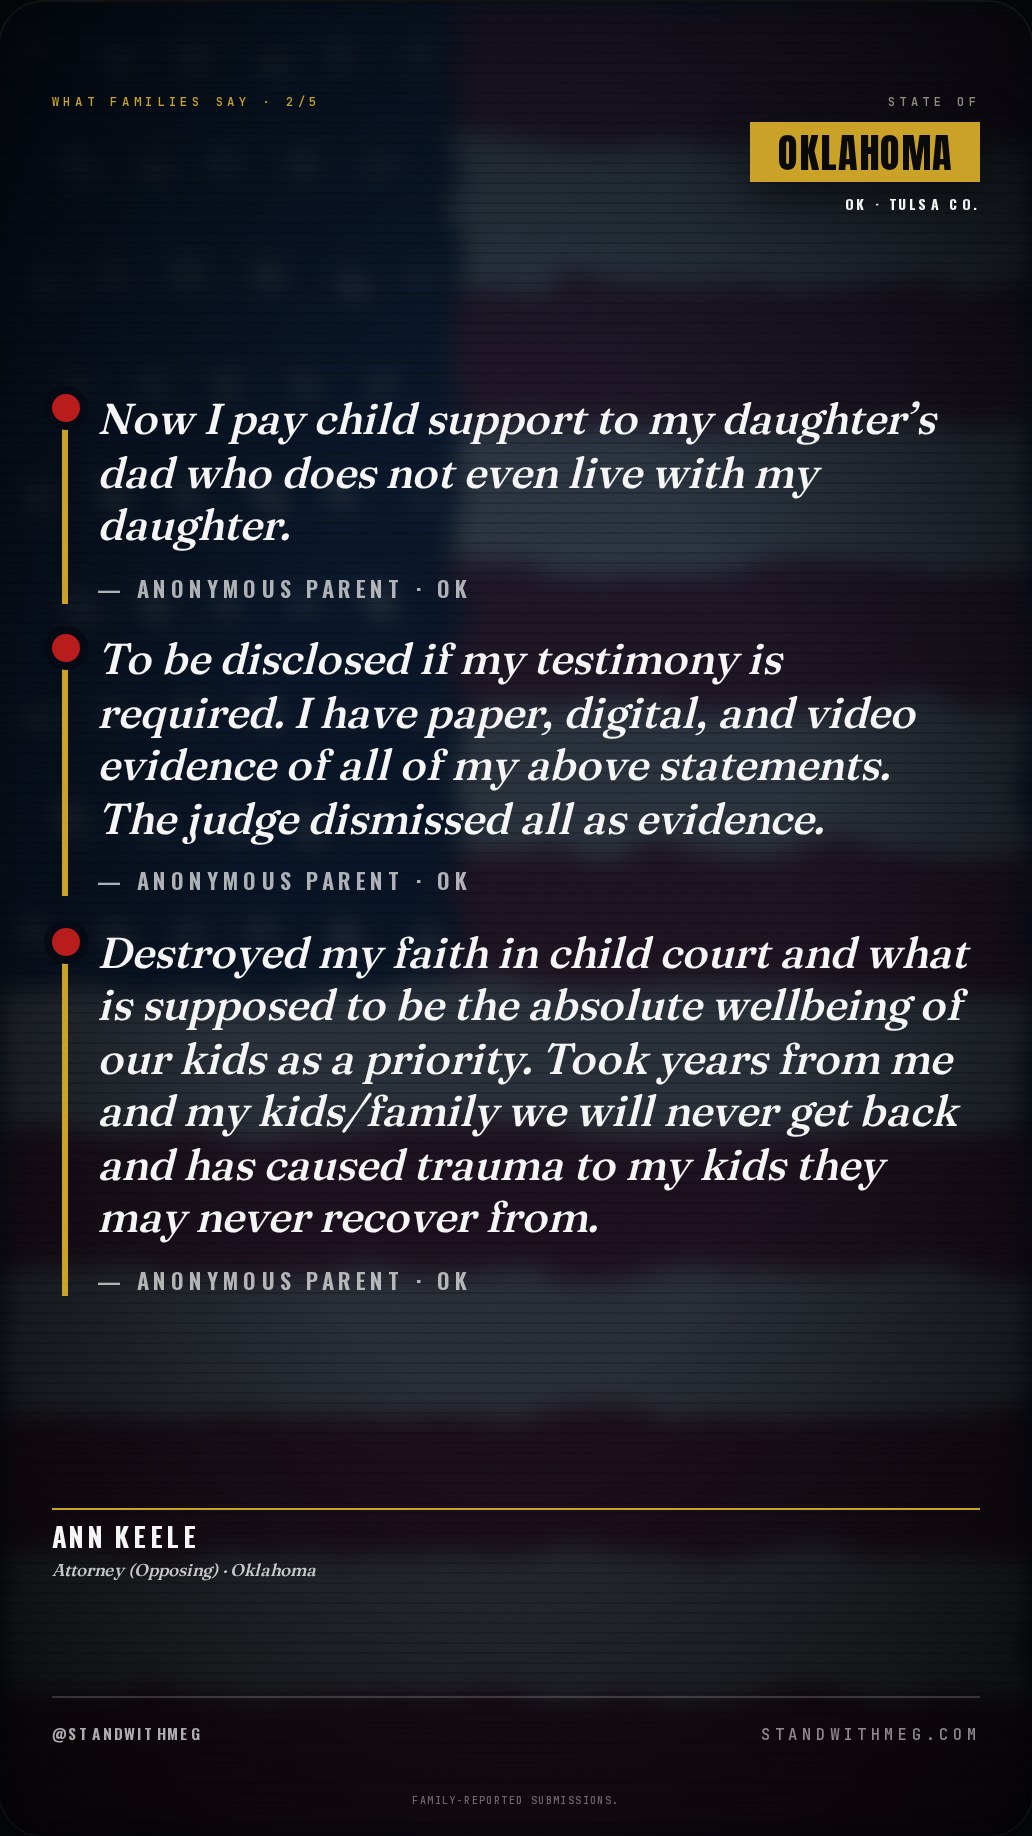 WHAT FAMILIES SAY · 2/5
STATE OF
OKLAHOMA
OK · TULSA CO.
Now I pay child support to my daughter’s
dad who does not even live with my
daughter.
— ANONYMOUS PARENT · OK
To be disclosed if my testimony is
required. I have paper, digital, and video
evidence of all of my above statements.
The judge dismissed all as evidence.
— ANONYMOUS PARENT · OK
Destroyed my faith in child court and what
is supposed to be the absolute wellbeing of
our kids as a priority. Took years from me
and my kids/family we will never get back
and has caused trauma to my kids they
may never recover from.
— ANONYMOUS PARENT · OK
ANN KEELE
Attorney (Opposing) · Oklahoma
@STANDWITHMEG
STANDWITHMEG.COM
FAMILY-REPORTED SUBMISSIONS.